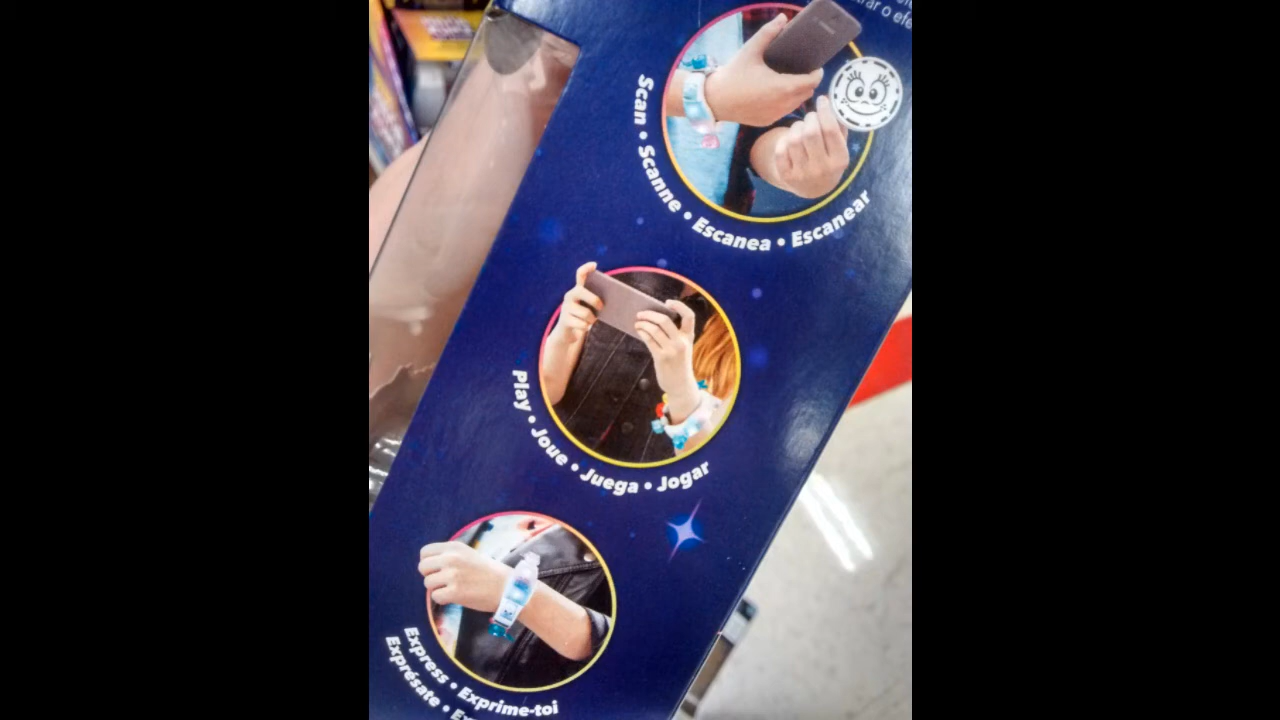 Scan • Scanne • Escanea • Escanear
Play • Joue • Juega • Jogar
Express • Exprime-toi
Exprésate •